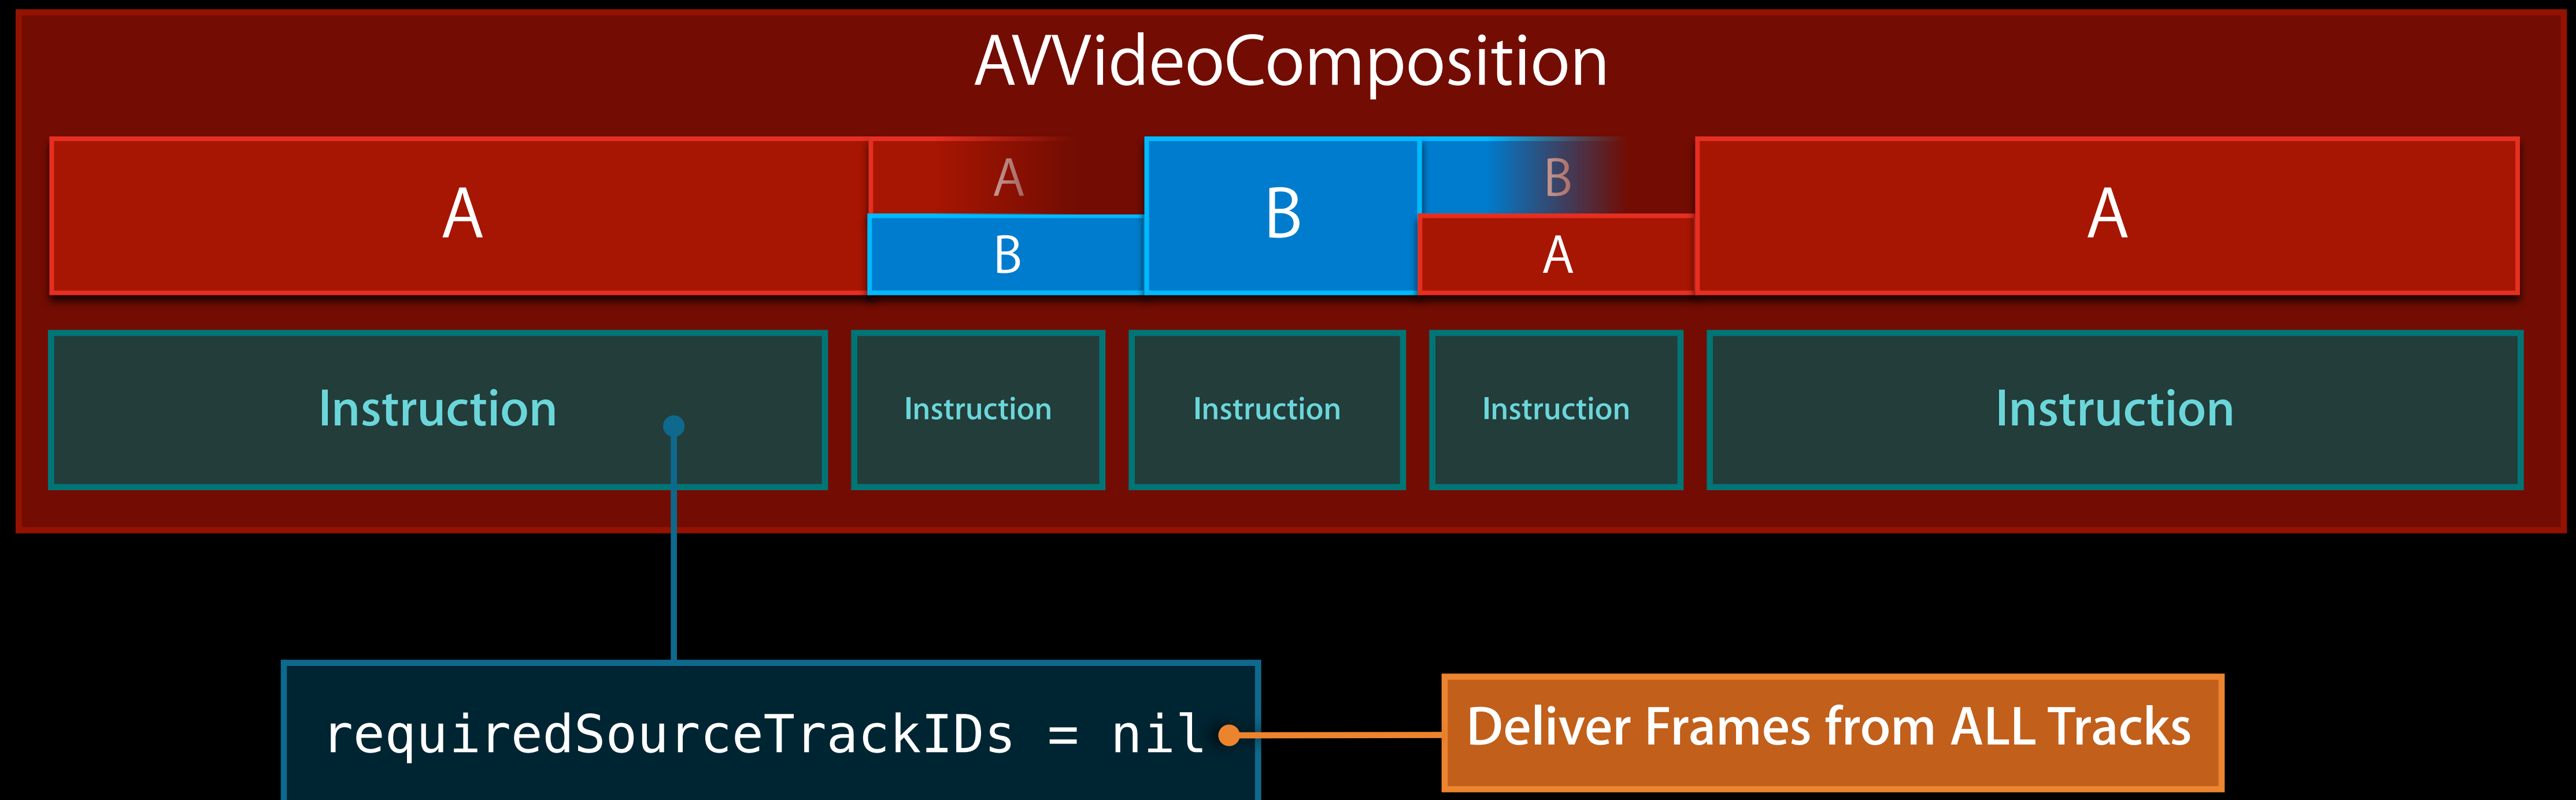 AVVideoComposition
A
A
B
B
B
A
A
Instruction
Instruction
Instruction
Instruction
Instruction
requiredSourceTrackIDs = nil
Deliver Frames from ALL Tracks